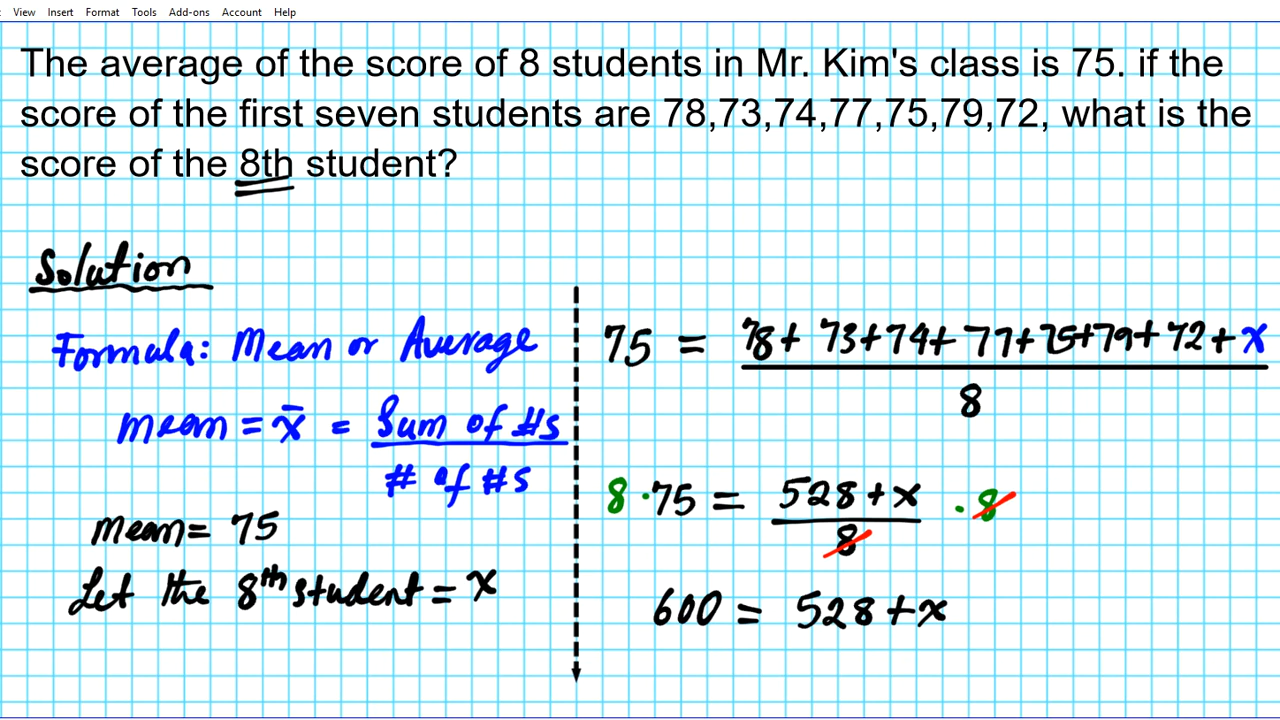 View Insert Format Tools Add-ons Account Help
The average of the score of 8 students in Mr. Kim's class is 75. if the
score of the first seven students are 78,73,74,77,75,79,72, what is the
score of the 8th student?
Solution
Formula: Mean or Average
mean = x̄ = Sum of #s
# of #s
mean = 75
Let the 8th student = x
75 = 78+ 73+74+ 77+75+79+ 72 + x
8
8 · 75 = 528 + x · 8
8
600 = 528 + x